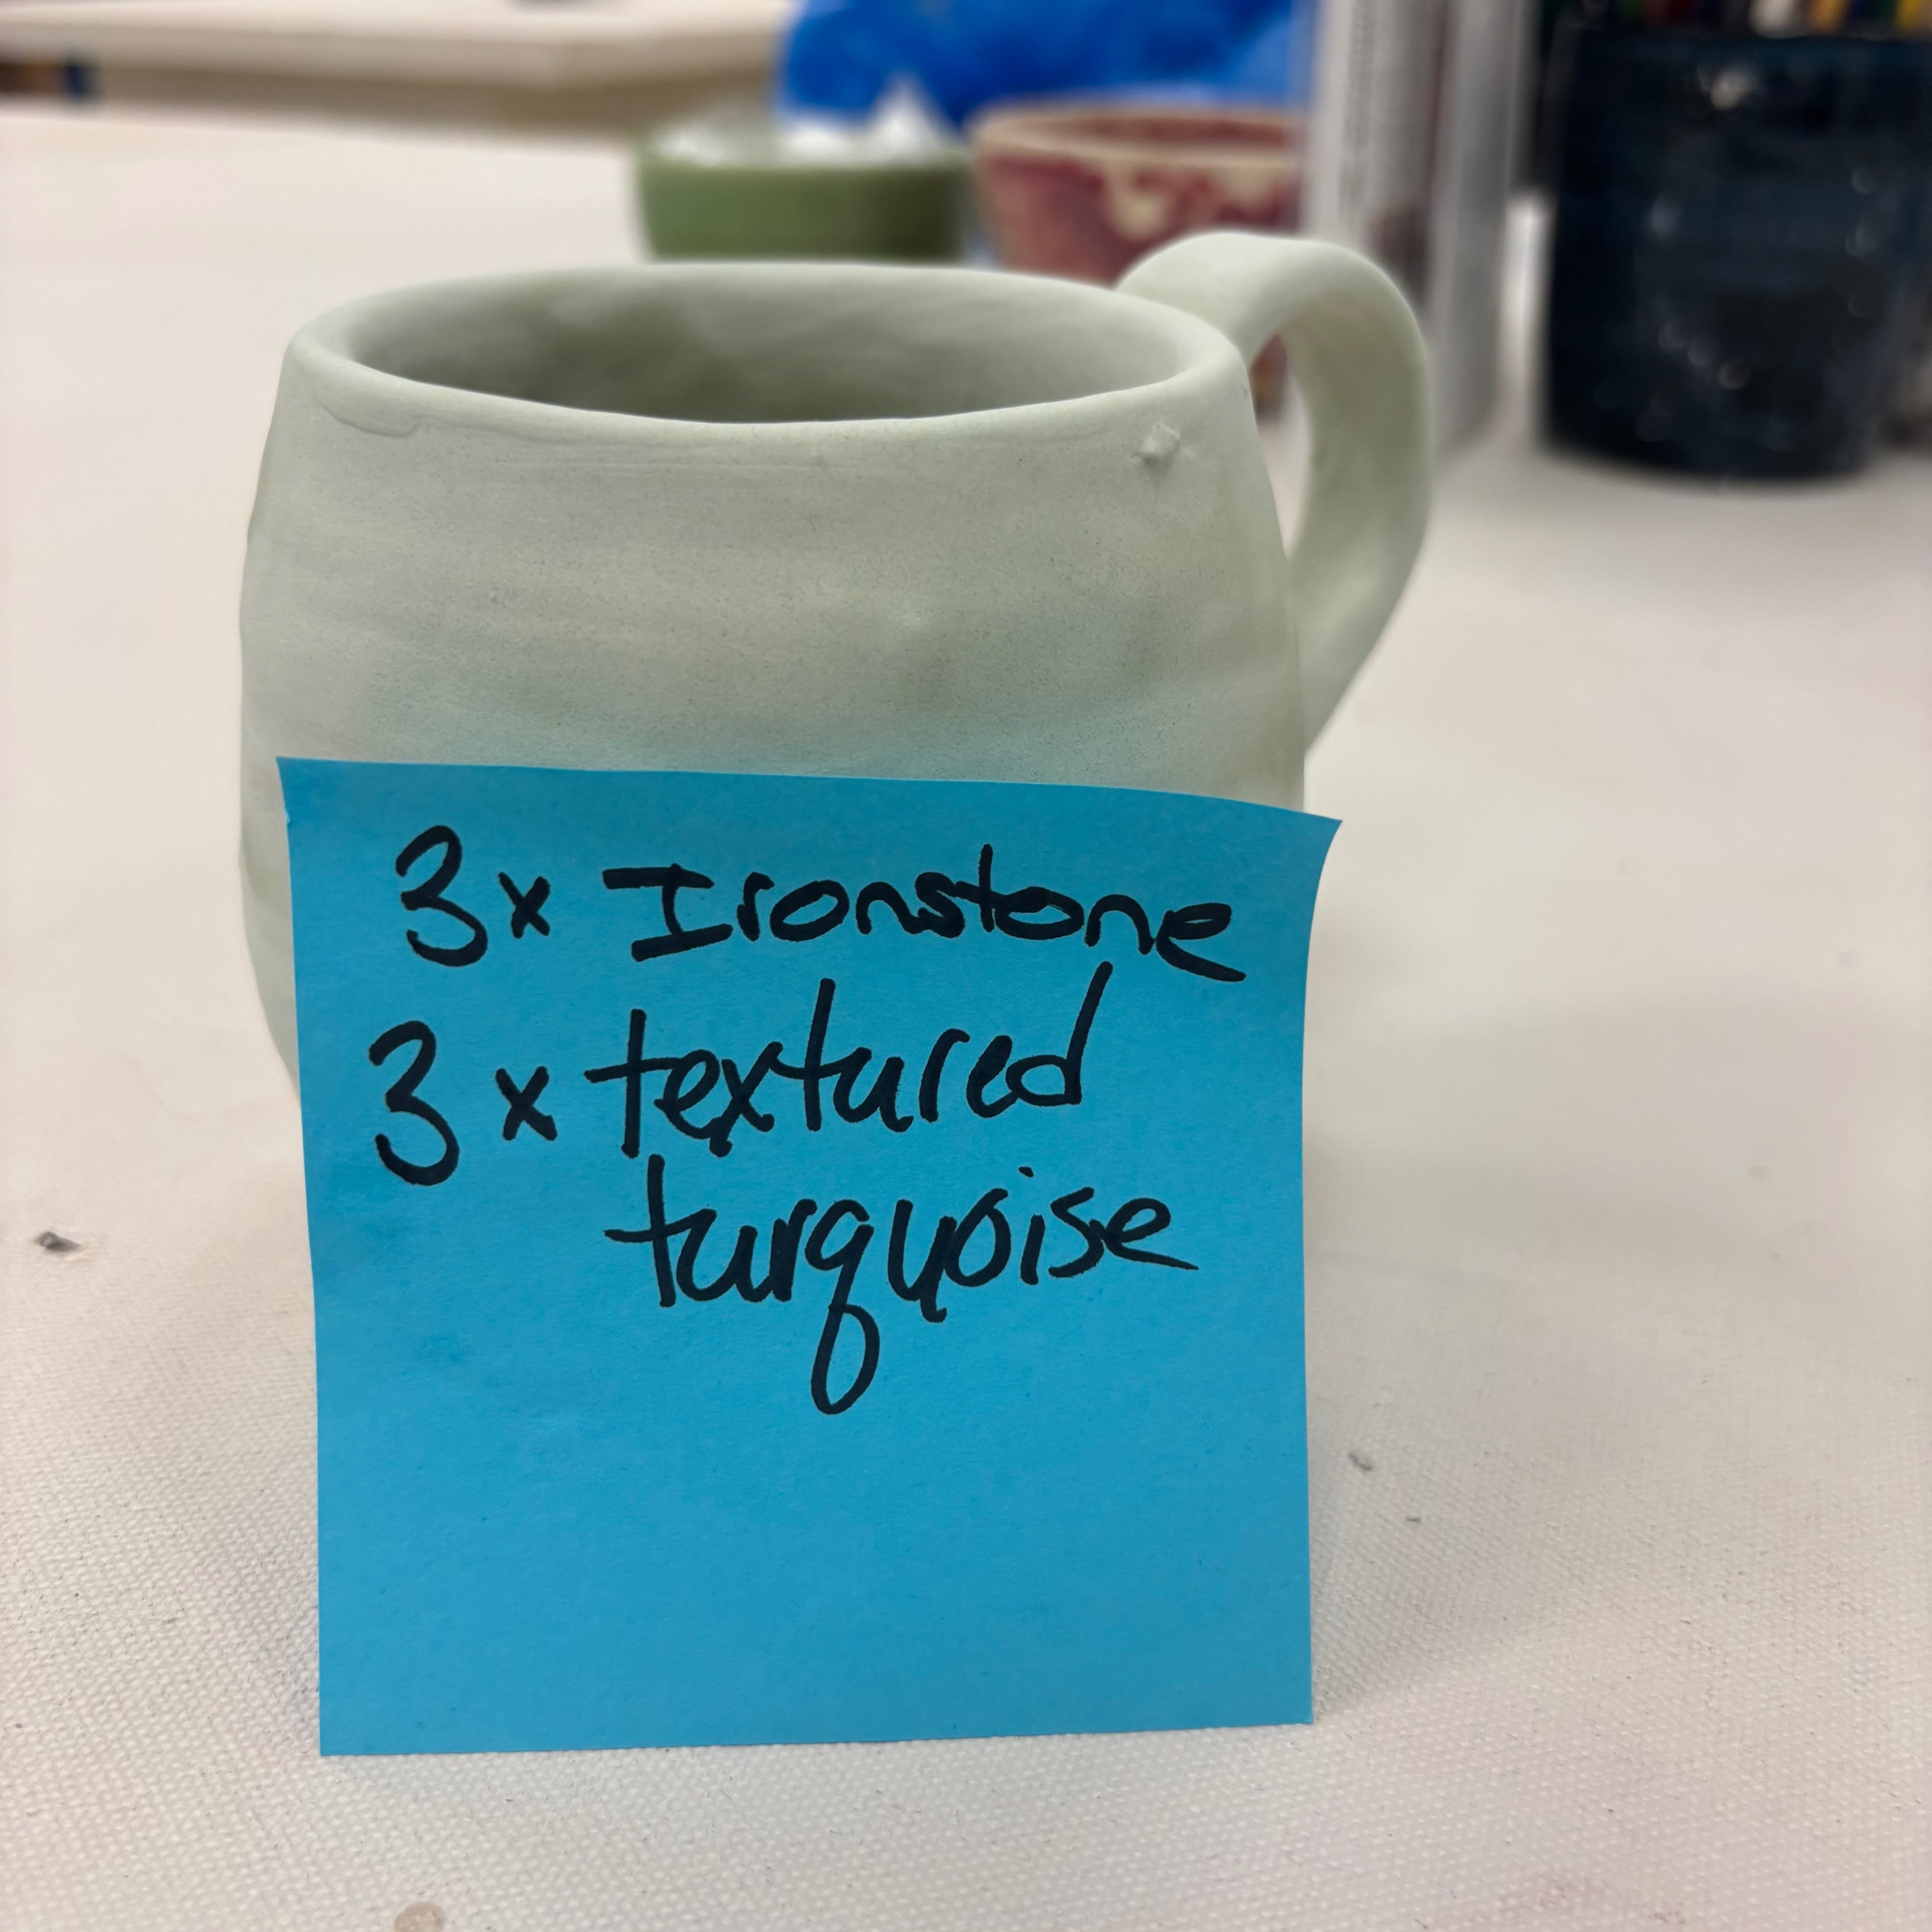 3x Ironstone
3x textured
turquoise